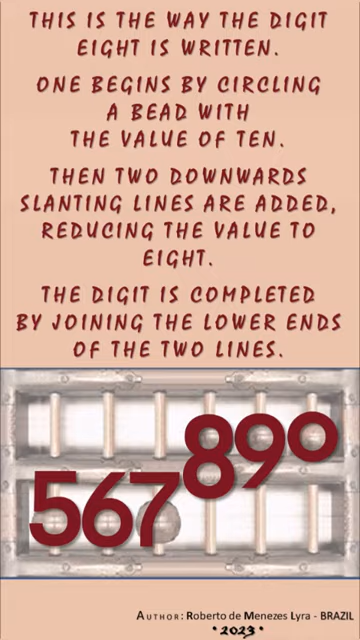 THIS IS THE WAY THE DIGIT
EIGHT IS WRITTEN.
ONE BEGINS BY CIRCLING
A BEAD WITH
THE VALUE OF TEN.
THEN TWO DOWNWARDS
SLANTING LINES ARE ADDED,
REDUCING THE VALUE TO
EIGHT.
THE DIGIT IS COMPLETED
BY JOINING THE LOWER ENDS
OF THE TWO LINES.
567890
AUTHOR: Roberto de Menezes Lyra - BRAZIL
• 2023 •